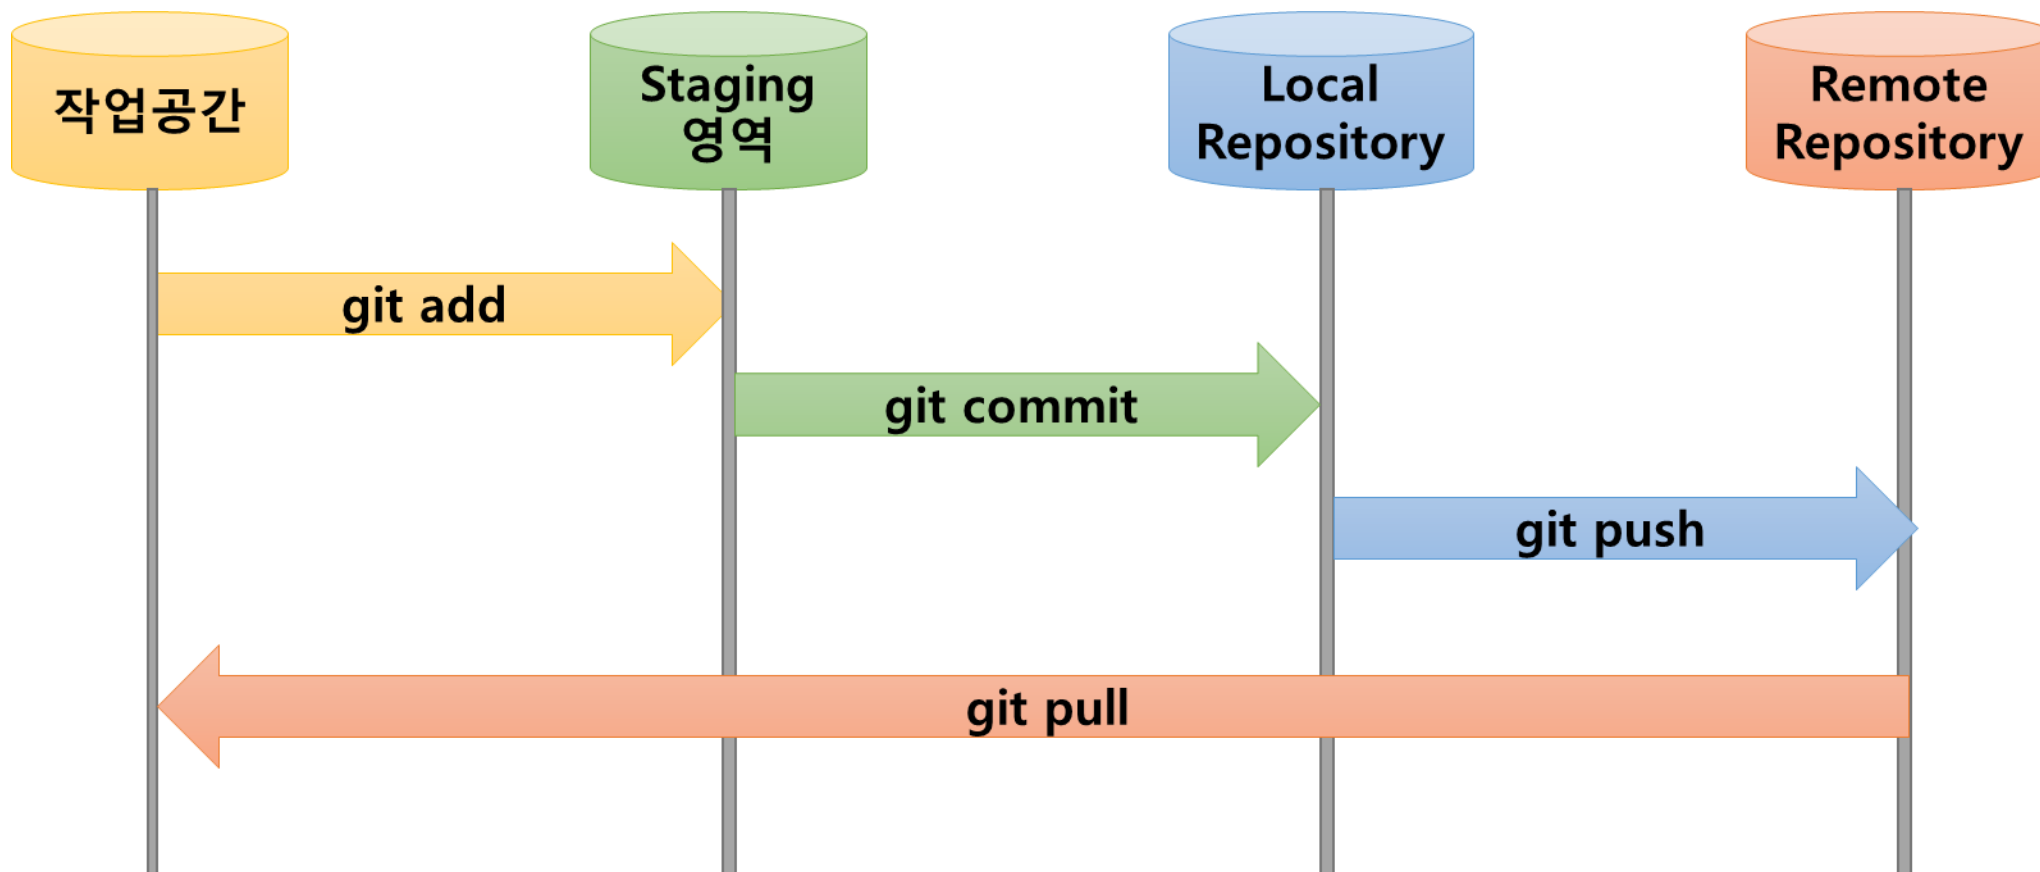 작업공간
Staging
영역
Local
Repository
Remote
Repository
git add
git commit
git push
git pull